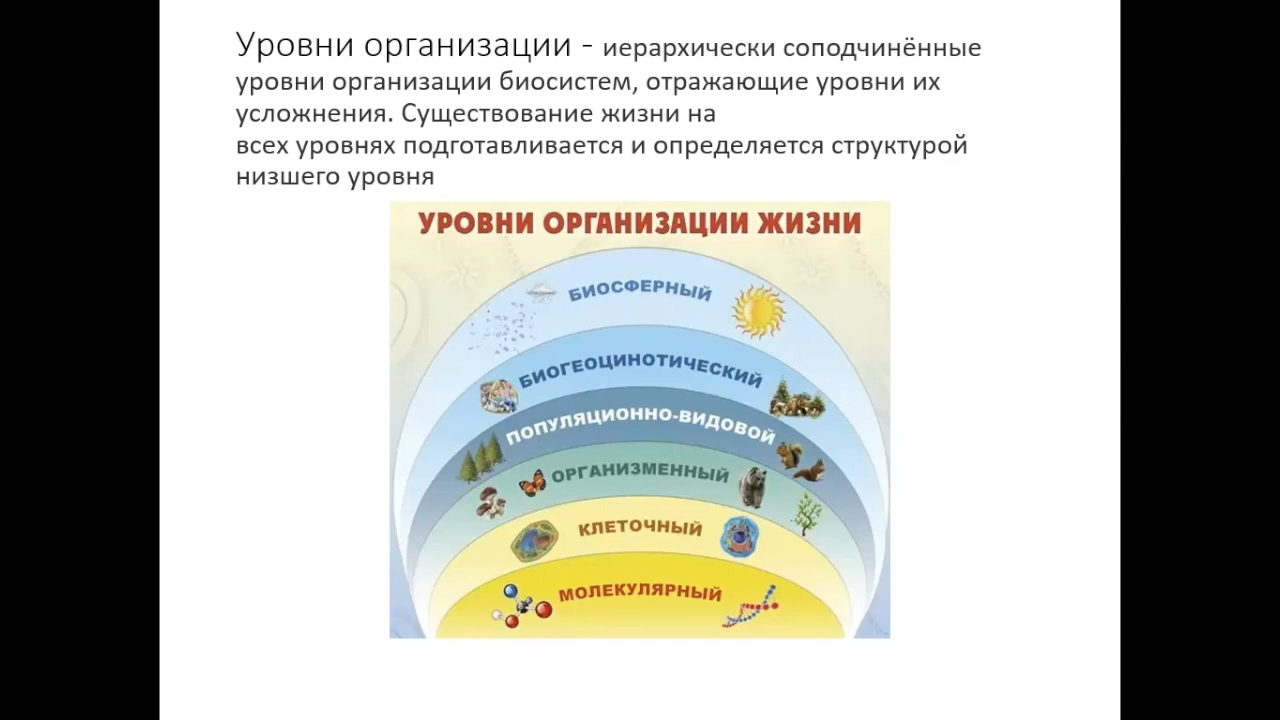 Уровни организации - иерархически соподчинённые
уровни организации биосистем, отражающие уровни их
усложнения. Существование жизни на
всех уровнях подготавливается и определяется структурой
низшего уровня
УРОВНИ ОРГАНИЗАЦИИ ЖИЗНИ
БИОСФЕРНЫЙ
БИОГЕОЦИНОТИЧЕСКИЙ
ПОПУЛЯЦИОННО-ВИДОВОЙ
ОРГАНИЗМЕННЫЙ
КЛЕТОЧНЫЙ
МОЛЕКУЛЯРНЫЙ